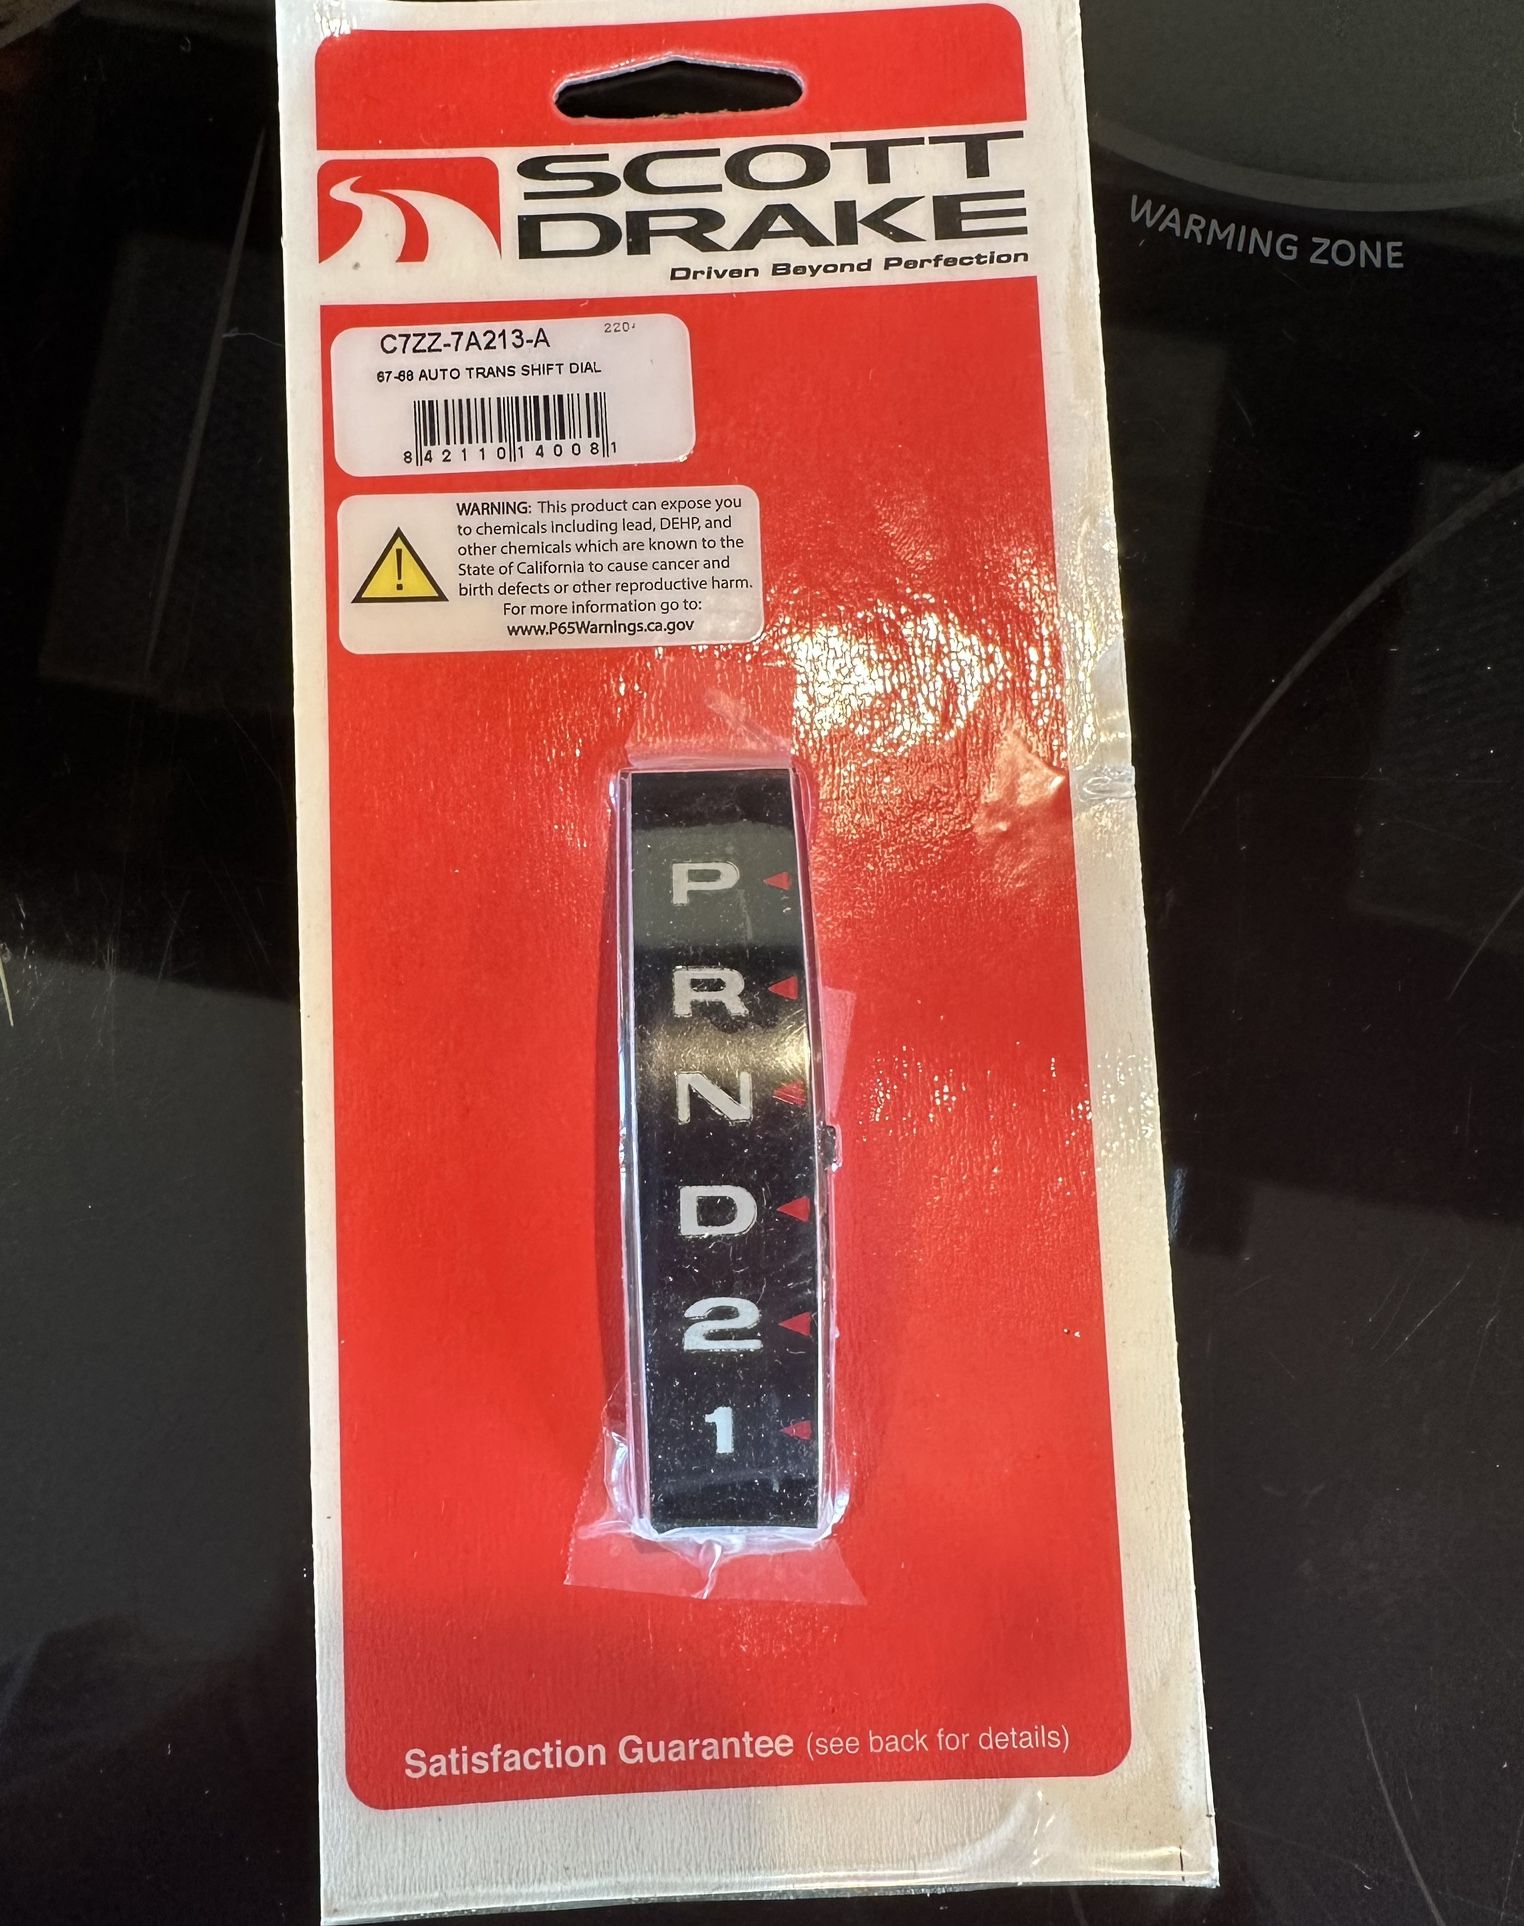 SCOTT
DRAKE
Driven Beyond Perfection
WARMING ZONE
C7ZZ-7A213-A
67-68 AUTO TRANS SHIFT DIAL
8 42110 14008 1
WARNING: This product can expose you
to chemicals including lead, DEHP, and
other chemicals which are known to the
State of California to cause cancer and
birth defects or other reproductive harm.
For more information go to:
www.P65Warnings.ca.gov
P
R
N
D
2
1
Satisfaction Guarantee (see back for details)